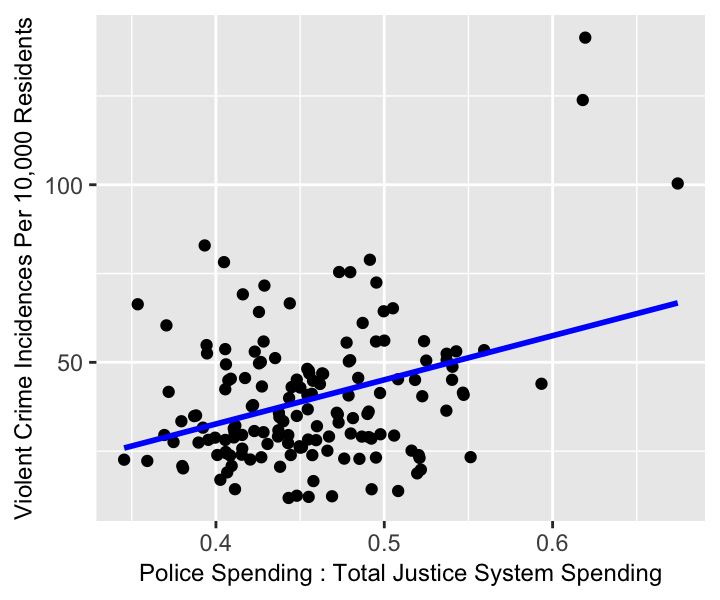 Violent Crime Incidences Per 10,000 Residents
100
50
0.4
0.5
0.6
Police Spending : Total Justice System Spending